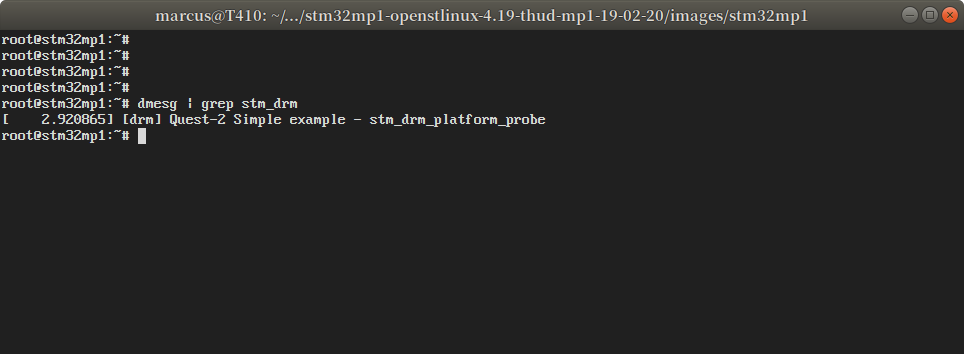 marcus@T410: ~/.../stm32mp1-openstlinux-4.19-thud-mp1-19-02-20/images/stm32mp1
root@stm32mp1:~#
root@stm32mp1:~#
root@stm32mp1:~#
root@stm32mp1:~#
root@stm32mp1:~# dmesg | grep stm_drm
[    2.920865] [drm] Quest-2 Simple example - stm_drm_platform_probe
root@stm32mp1:~#